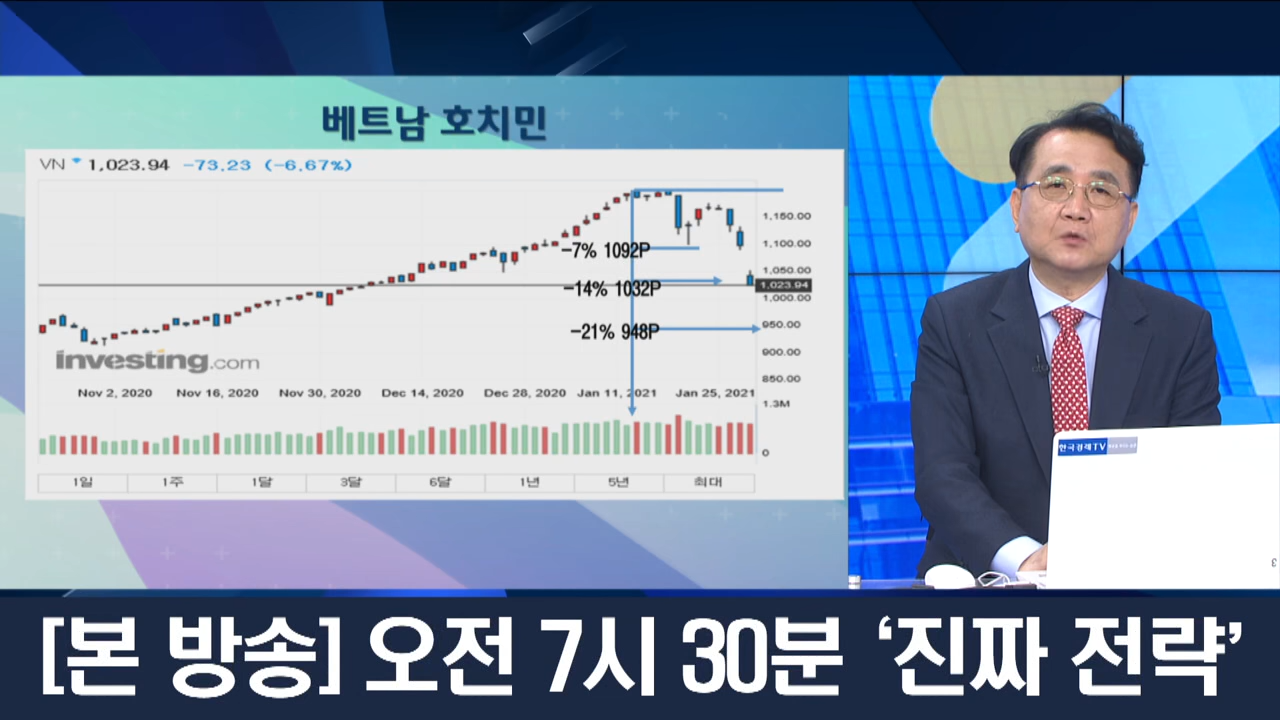 베트남 호치민
VN 1,023.94 -73.23 (-6.67%)
1,150.00
-7% 1092P
1,100.00
1,050.00
-14% 1032P
1,023.94
1,000.00
-21% 948P
950.00
900.00
investing.com
850.00
Nov 2, 2020 Nov 16, 2020 Nov 30, 2020 Dec 14, 2020 Dec 28, 2020 Jan 11, 2021 Jan 25, 2021
1.3M
0
1일 1주 1달 3달 6달 1년 5년 최대
한국경제TV
[본 방송] 오전 7시 30분 ‘진짜 전략’